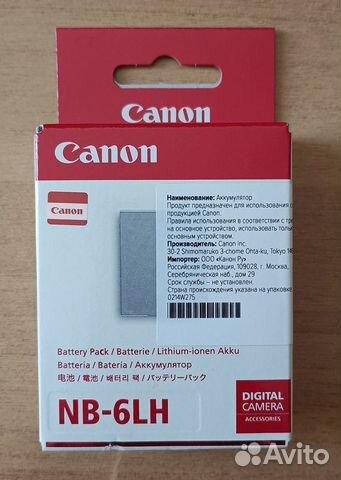 Canon
Canon
Canon
Наименование: Аккумулятор
Продукт предназначен для использования с
продукцией Canon.
Правила использования в соответствии с
на основное устройство, использовать только
основным устройством.
Производитель: Canon Inc.
30-2 Shimomaruko 3-chome Ohta-ku, Tokyo
Импортер: ООО «Канон Ру»
Российская Федерация, 109028, г. Москва,
Серебряническая наб., дом 29
Срок службы – не установлен.
Страна происхождения указана на упаковке
0214W275
Battery Pack / Batterie / Lithium-ionen Akku
Batteria / Bateria / Аккумулятор
电池 / 電池 / 배터리 팩 / バッテリーパック
NB-6LH
DIGITAL
CAMERA
ACCESSORIES
Avito